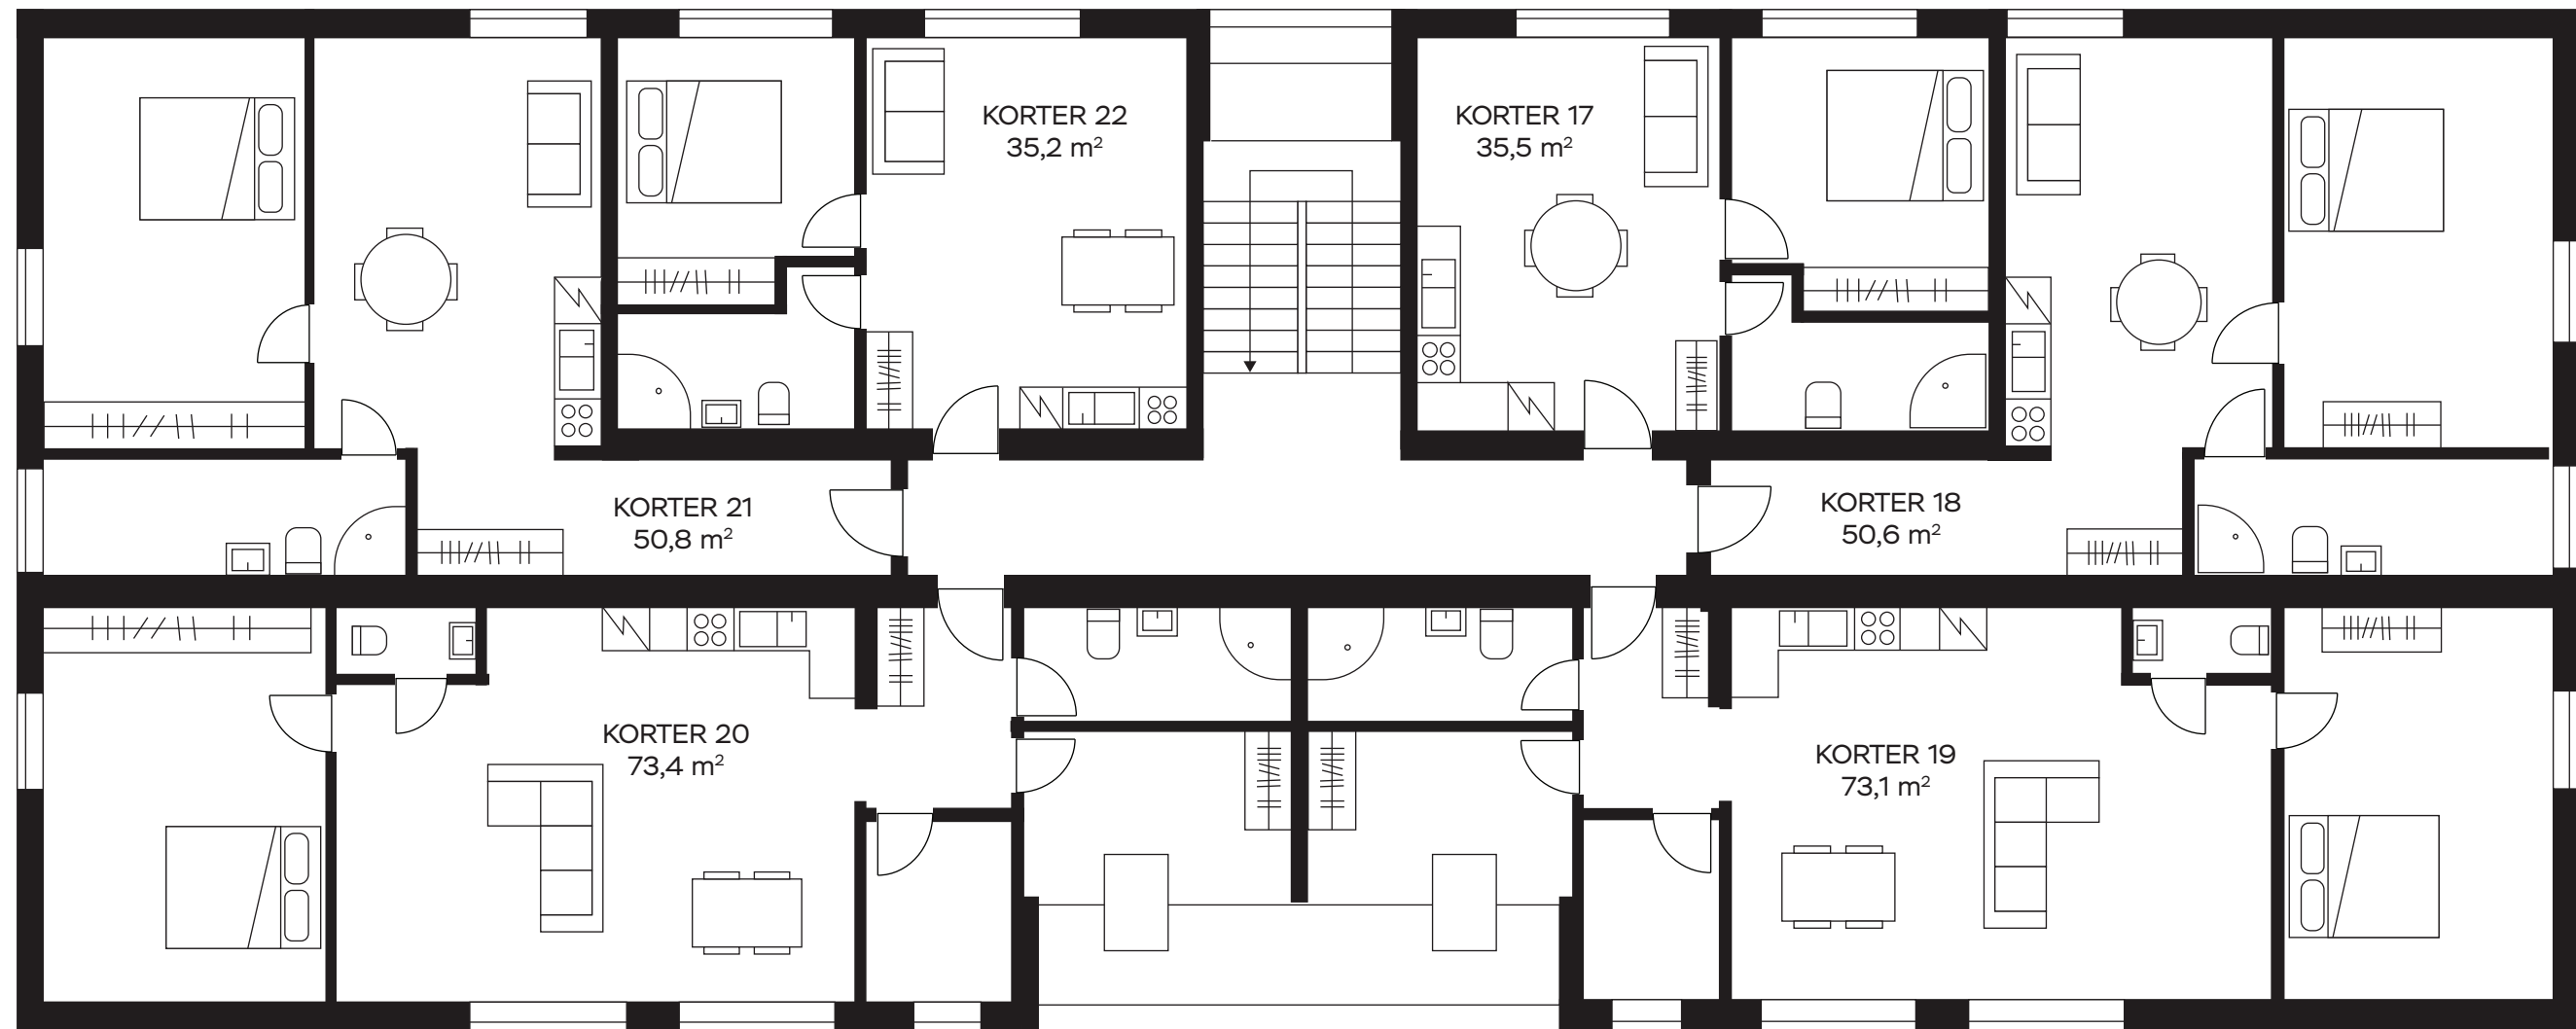 KORTER 22
35,2 m²
KORTER 17
35,5 m²
KORTER 21
50,8 m²
KORTER 18
50,6 m²
KORTER 20
73,4 m²
KORTER 19
73,1 m²